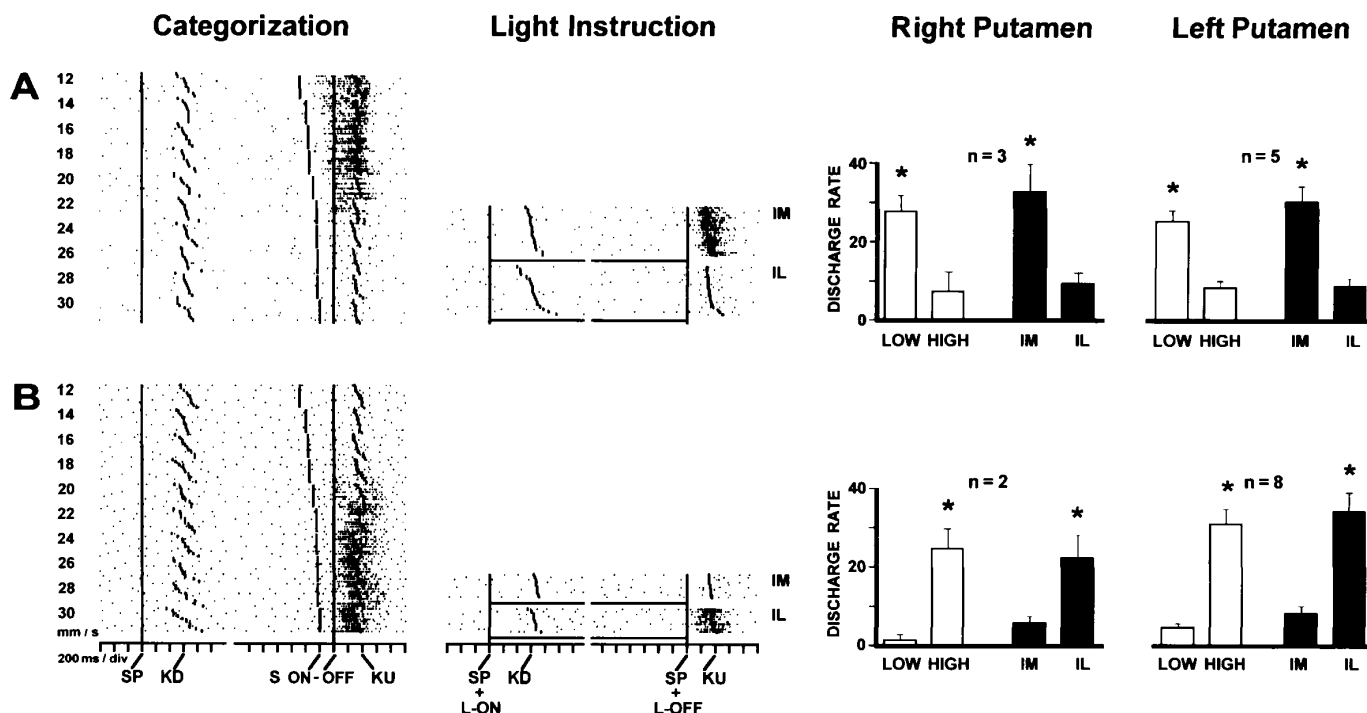 Categorization
Light Instruction
Right Putamen
Left Putamen
A
12
14
16
18
20
22
24
26
28
30
IM
IL
DISCHARGE RATE
40
20
0
* n = 3 *
LOW HIGH IM IL
* n = 5 *
LOW HIGH IM IL
B
12
14
16
18
20
22
24
26
28
30
mm / s
200 ms / div
SP KD S ON - OFF KU
IM
IL
SP + L-ON KD SP + L-OFF KU
DISCHARGE RATE
40
20
0
* n = 2 *
LOW HIGH IM IL
* n = 8 *
LOW HIGH IM IL